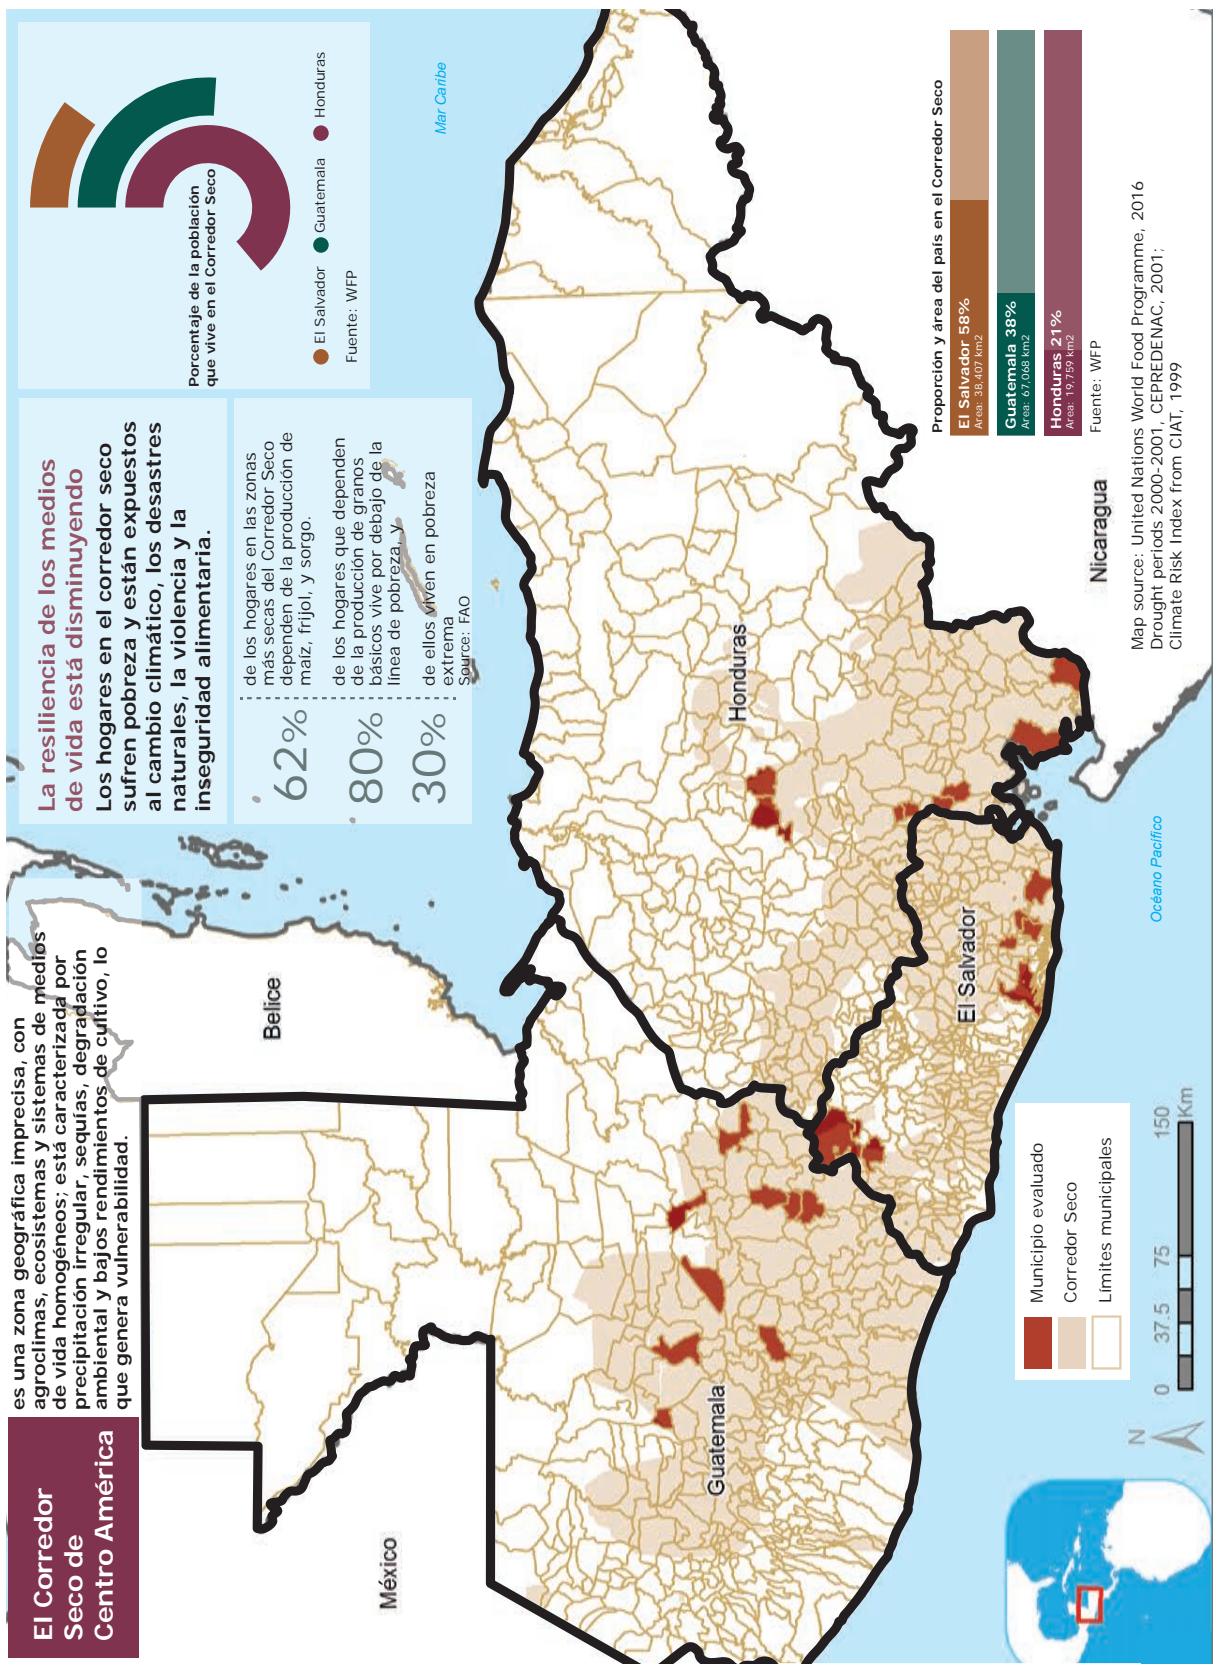 El Corredor
Seco de
Centro América
es una zona geográfica imprecisa, con
agroclimas, ecosistemas y sistemas de medios
de vida homogéneos; está caracterizada por
precipitación irregular, sequías, degradación
ambiental y bajos rendimientos de cultivo, lo
que genera vulnerabilidad.
La resiliencia de los medios
de vida está disminuyendo
Los hogares en el corredor seco
sufren pobreza y están expuestos
al cambio climático, los desastres
naturales, la violencia y la
inseguridad alimentaria.
62%
de los hogares en las zonas
más secas del Corredor Seco
dependen de la producción de
maíz, frijol, y sorgo.
80%
de los hogares que dependen
de la producción de granos
básicos vive por debajo de la
línea de pobreza, y
30%
de ellos viven en pobreza
extrema
Source: FAO
Porcentaje de la población
que vive en el Corredor Seco
El Salvador Guatemala Honduras
Fuente: WFP
Mar Caribe
Belice
México
Guatemala
Honduras
El Salvador
Nicaragua
Océano Pacífico
Proporción y área del país en el Corredor Seco
El Salvador 58%
Area: 38,407 km2
Guatemala 38%
Area: 67,068 km2
Honduras 21%
Area: 19,759 km2
Fuente: WFP
Map source: United Nations World Food Programme, 2016
Drought periods 2000-2001, CEPREDENAC, 2001;
Climate Risk Index from CIAT, 1999
Municipio evaluado
Corredor Seco
Límites municipales
N
0 37.5 75 150
Km